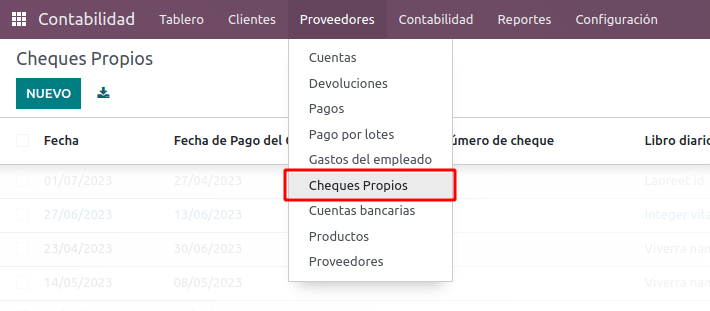 Contabilidad Tablero Clientes Proveedores Contabilidad Reportes Configuración
Cheques Propios
NUEVO
Cuentas
Devoluciones
Pagos
Pago por lotes
Gastos del empleado
Cheques Propios
Cuentas bancarias
Productos
Proveedores
Fecha Fecha de Pago del número de cheque Libro diario
01/07/2023 27/04/2023 Laoreet id
27/06/2023 13/06/2023 Integer vita
23/04/2023 30/06/2023 Viverra nam
14/05/2023 08/05/2023 Viverra nam